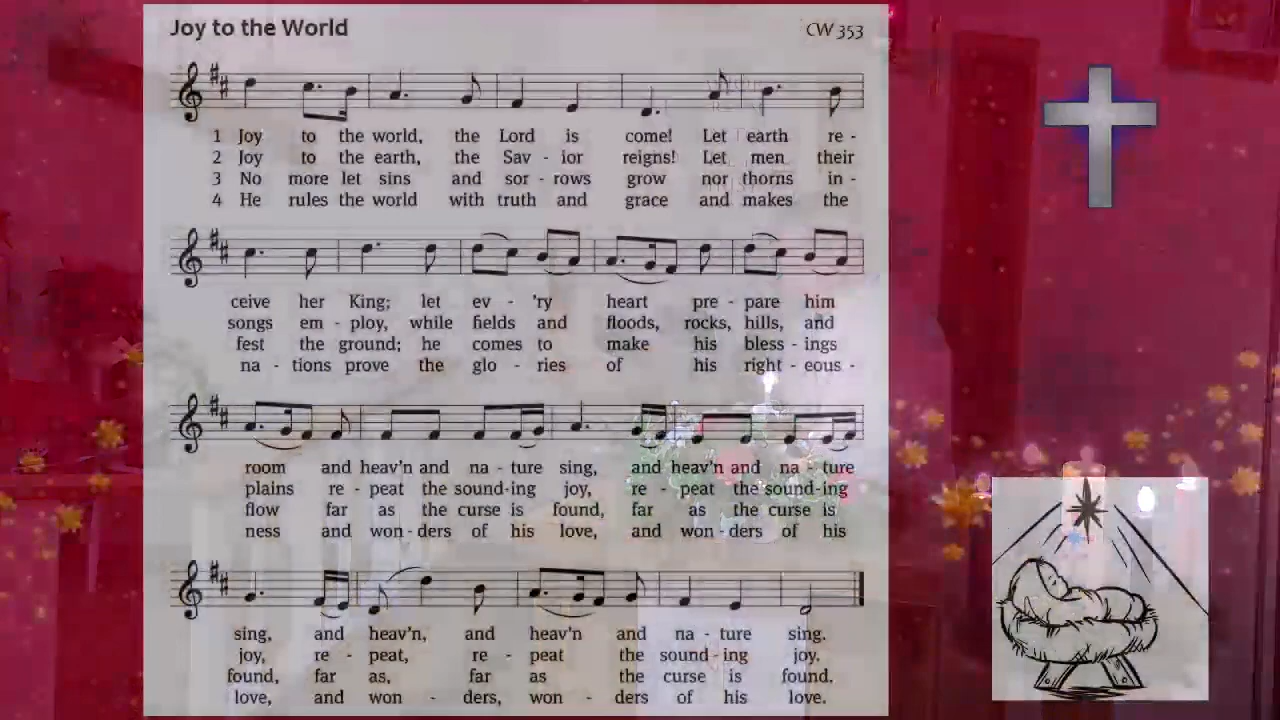 Joy to the World
CW 353
1 Joy to the world, the Lord is come! Let earth re -
2 Joy to the earth, the Sav - ior reigns! Let men their
3 No more let sins and sor - rows grow nor thorns in -
4 He rules the world with truth and grace and makes the
ceive her King; let ev - 'ry heart pre - pare him
songs em - ploy, while fields and floods, rocks, hills, and
fest the ground; he comes to make his bless - ings
na - tions prove the glo - ries of his right - eous -
room and heav'n and na - ture sing, and heav'n and na - ture
plains re - peat the sound-ing joy, re - peat the sound-ing
flow far as the curse is found, far as the curse is
ness and won - ders of his love, and won - ders of his
sing, and heav'n, and heav'n and na - ture sing.
joy, re - peat, re - peat the sound - ing joy.
found, far as, far as the curse is found.
love, and won - ders, won - ders of his love.